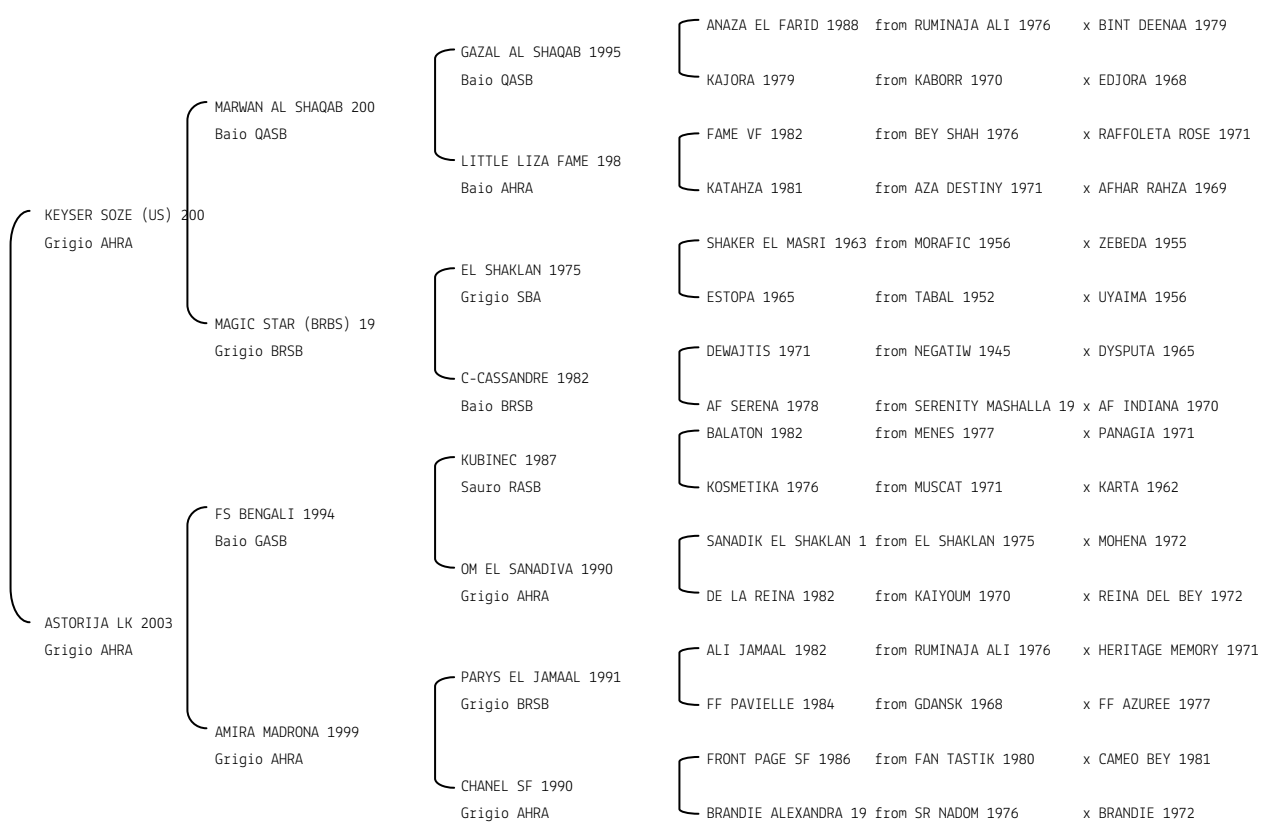 ANAZA EL FARID 1988 from RUMINAJA ALI 1976 x BINT DEENAA 1979
GAZAL AL SHAQAB 1995
Baio QASB
KAJORA 1979 from KABORR 1970 x EDJORA 1968
MARWAN AL SHAQAB 200
Baio QASB
FAME VF 1982 from BEY SHAH 1976 x RAFFOLETA ROSE 1971
LITTLE LIZA FAME 198
Baio AHRA
KATAHZA 1981 from AZA DESTINY 1971 x AFHAR RAHZA 1969
KEYSER SOZE (US) 200
Grigio AHRA
SHAKER EL MASRI 1963 from MORAFIC 1956 x ZEBEDA 1955
EL SHAKLAN 1975
Grigio SBA
ESTOPA 1965 from TABAL 1952 x UYAIMA 1956
MAGIC STAR (BRBS) 19
Grigio BRSB
DEWAJTIS 1971 from NEGATIW 1945 x DYSPUTA 1965
C-CASSANDRE 1982
Baio BRSB
AF SERENA 1978 from SERENITY MASHALLA 19 x AF INDIANA 1970
BALATON 1982 from MENES 1977 x PANAGIA 1971
KUBINEC 1987
Sauro RASB
KOSMETIKA 1976 from MUSCAT 1971 x KARTA 1962
FS BENGALI 1994
Baio GASB
SANADIK EL SHAKLAN 1 from EL SHAKLAN 1975 x MOHENA 1972
OM EL SANADIVA 1990
Grigio AHRA
DE LA REINA 1982 from KAIYOUM 1970 x REINA DEL BEY 1972
ASTORIJA LK 2003
Grigio AHRA
ALI JAMAAL 1982 from RUMINAJA ALI 1976 x HERITAGE MEMORY 1971
PARYS EL JAMAAL 1991
Grigio BRSB
FF PAVIELLE 1984 from GDANSK 1968 x FF AZUREE 1977
AMIRA MADRONA 1999
Grigio AHRA
FRONT PAGE SF 1986 from FAN TASTIK 1980 x CAMEO BEY 1981
CHANEL SF 1990
Grigio AHRA
BRANDIE ALEXANDRA 19 from SR NADOM 1976 x BRANDIE 1972